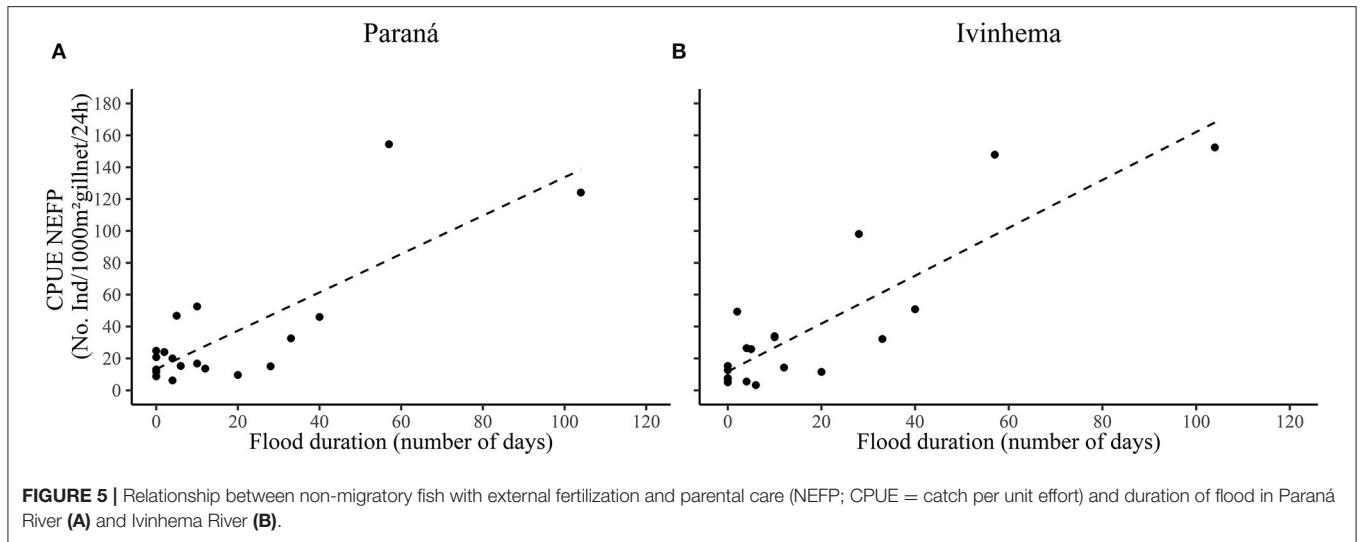 Paraná
Ivinhema
A
B
CPUE NEFP
(No. Ind/1000m²gillnet/24h)
180
160
140
120
100
80
60
40
20
0
0 20 40 60 80 100 120
Flood duration (number of days)
0 20 40 60 80 100 120
Flood duration (number of days)
FIGURE 5 | Relationship between non-migratory fish with external fertilization and parental care (NEFP; CPUE = catch per unit effort) and duration of flood in Paraná
River (A) and Ivinhema River (B).